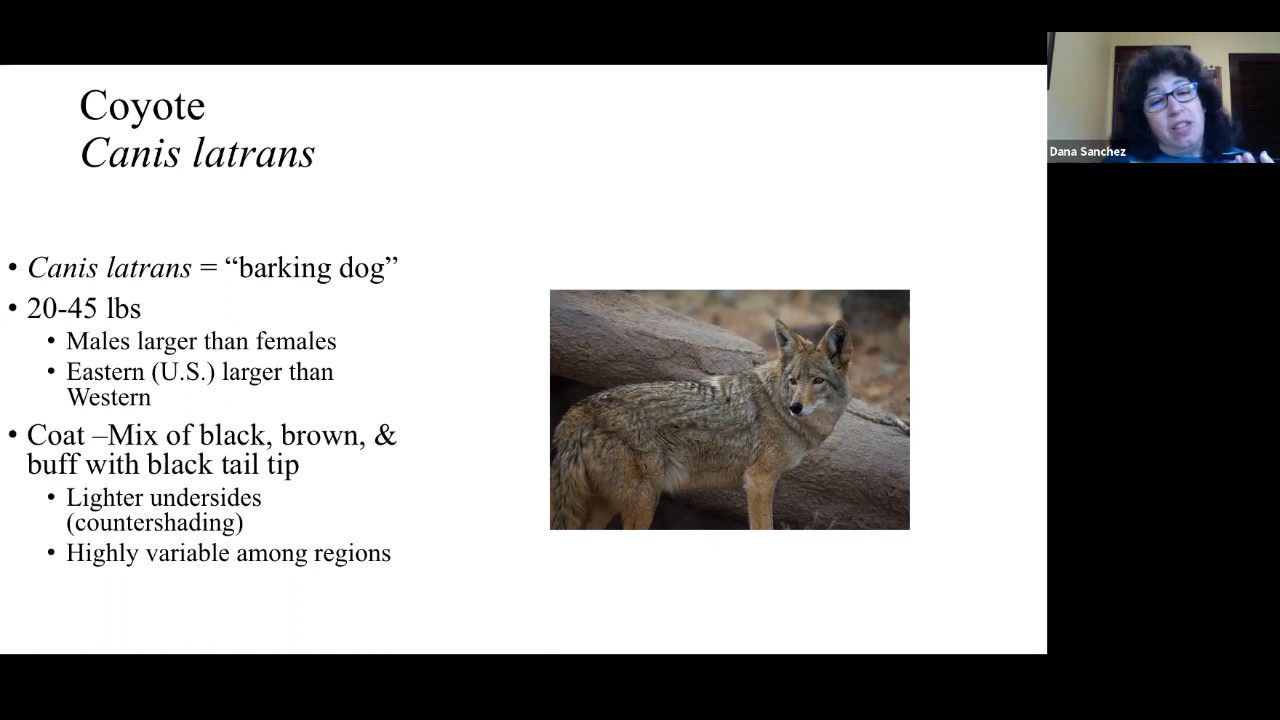 Coyote
Canis latrans
• Canis latrans = “barking dog”
• 20-45 lbs
• Males larger than females
• Eastern (U.S.) larger than
Western
• Coat –Mix of black, brown, &
buff with black tail tip
• Lighter undersides
(countershading)
• Highly variable among regions
Dana Sanchez